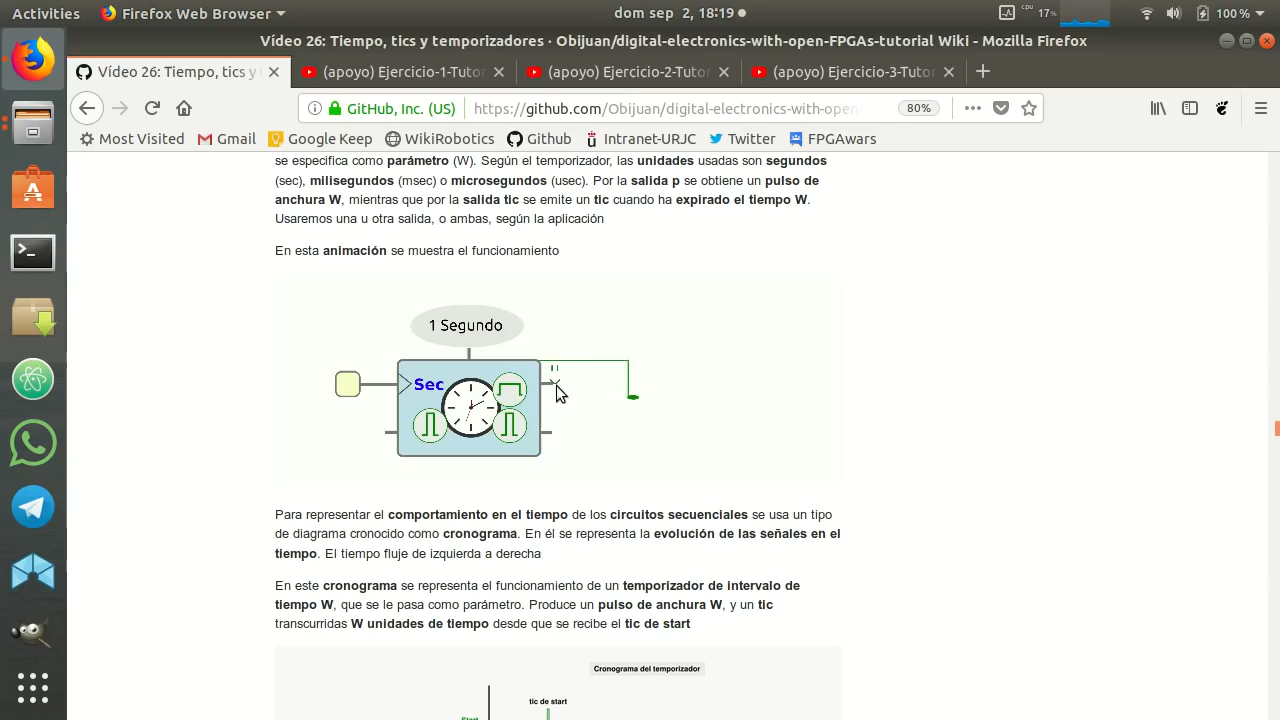 Activities Firefox Web Browser dom sep 2, 18:19 cpu 17% 100 %
Vídeo 26: Tiempo, tics y temporizadores · Obijuan/digital-electronics-with-open-FPGAs-tutorial Wiki - Mozilla Firefox
Vídeo 26: Tiempo, tics y t (apoyo) Ejercicio-1-Tutor (apoyo) Ejercicio-2-Tutor (apoyo) Ejercicio-3-Tutor
GitHub, Inc. (US) https://github.com/Obijuan/digital-electronics-with-open- 80%
Most Visited Gmail Google Keep WikiRobotics Github Intranet-URJC Twitter FPGAwars
se especifica como parámetro (W). Según el temporizador, las unidades usadas son segundos
(sec), milisegundos (msec) o microsegundos (usec). Por la salida p se obtiene un pulso de
anchura W, mientras que por la salida tic se emite un tic cuando ha expirado el tiempo W.
Usaremos una u otra salida, o ambas, según la aplicación
En esta animación se muestra el funcionamiento
1 Segundo
Sec
Para representar el comportamiento en el tiempo de los circuitos secuenciales se usa un tipo
de diagrama cronocido como cronograma. En él se representa la evolución de las señales en el
tiempo. El tiempo fluje de izquierda a derecha
En este cronograma se representa el funcionamiento de un temporizador de intervalo de
tiempo W, que se le pasa como parámetro. Produce un pulso de anchura W, y un tic
transcurridas W unidades de tiempo desde que se recibe el tic de start
Cronograma del temporizador
tic de start
Start